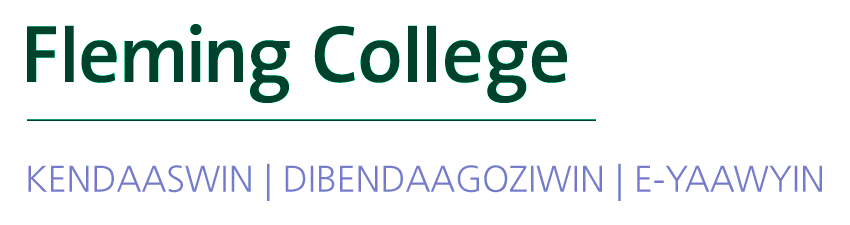 Fleming College
KENDAASWIN | DIBENDAAGOZIWIN | E-YAAWYIN